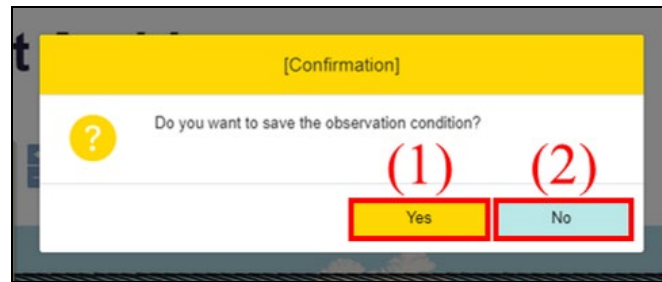 [Confirmation]
?
Do you want to save the observation condition?
(1) (2)
Yes No